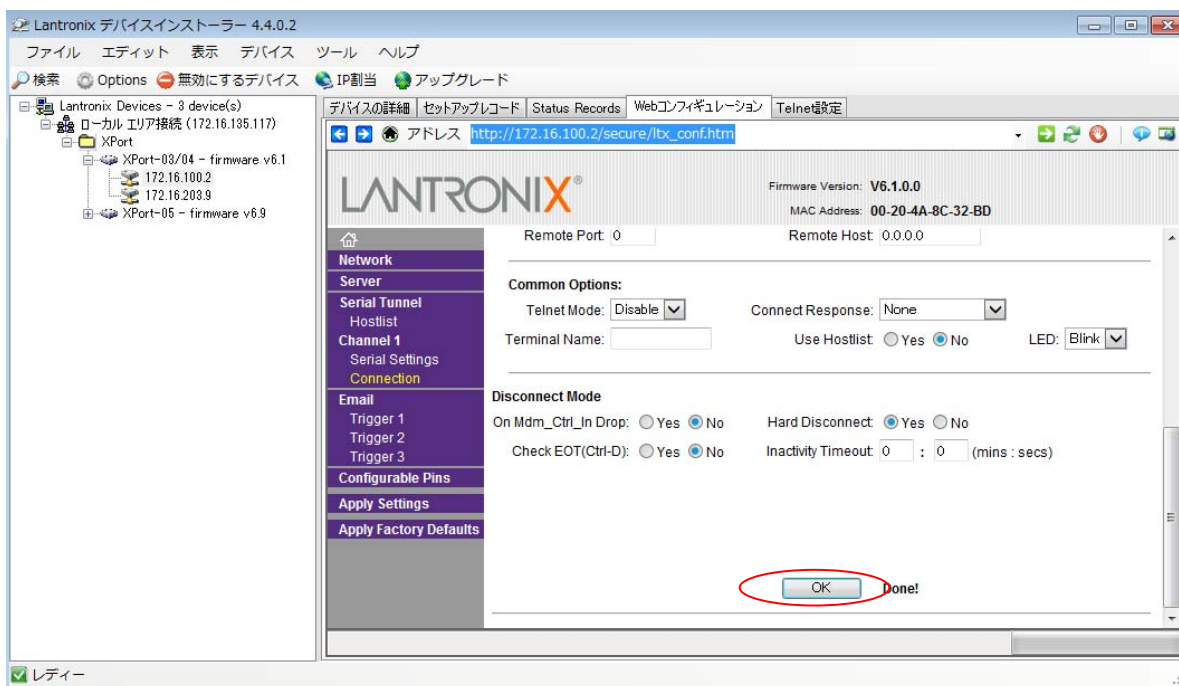 Lantronix デバイスインストーラー 4.4.0.2
ファイル エディット 表示 デバイス ツール ヘルプ
検索 Options 無効にするデバイス IP割当 アップグレード
Lantronix Devices - 3 device(s)
ローカル エリア接続 (172.16.135.117)
XPort
XPort-03/04 - firmware v6.1
172.16.100.2
172.16.203.9
XPort-05 - firmware v6.9
デバイスの詳細 セットアップレコード Status Records Webコンフィギュレーション Telnet設定
アドレス http://172.16.100.2/secure/ltx_conf.htm
LANTRONIX®
Firmware Version: V6.1.0.0
MAC Address: 00-20-4A-8C-32-BD
Network
Server
Serial Tunnel
Hostlist
Channel 1
Serial Settings
Connection
Email
Trigger 1
Trigger 2
Trigger 3
Configurable Pins
Apply Settings
Apply Factory Defaults
Remote Port: 0 Remote Host: 0.0.0.0
Common Options:
Telnet Mode: Disable Connect Response: None
Terminal Name: Use Hostlist: Yes No LED: Blink
Disconnect Mode
On Mdm_Ctrl_In Drop: Yes No Hard Disconnect: Yes No
Check EOT(Ctrl-D): Yes No Inactivity Timeout: 0 : 0 (mins : secs)
OK Done!
レディー